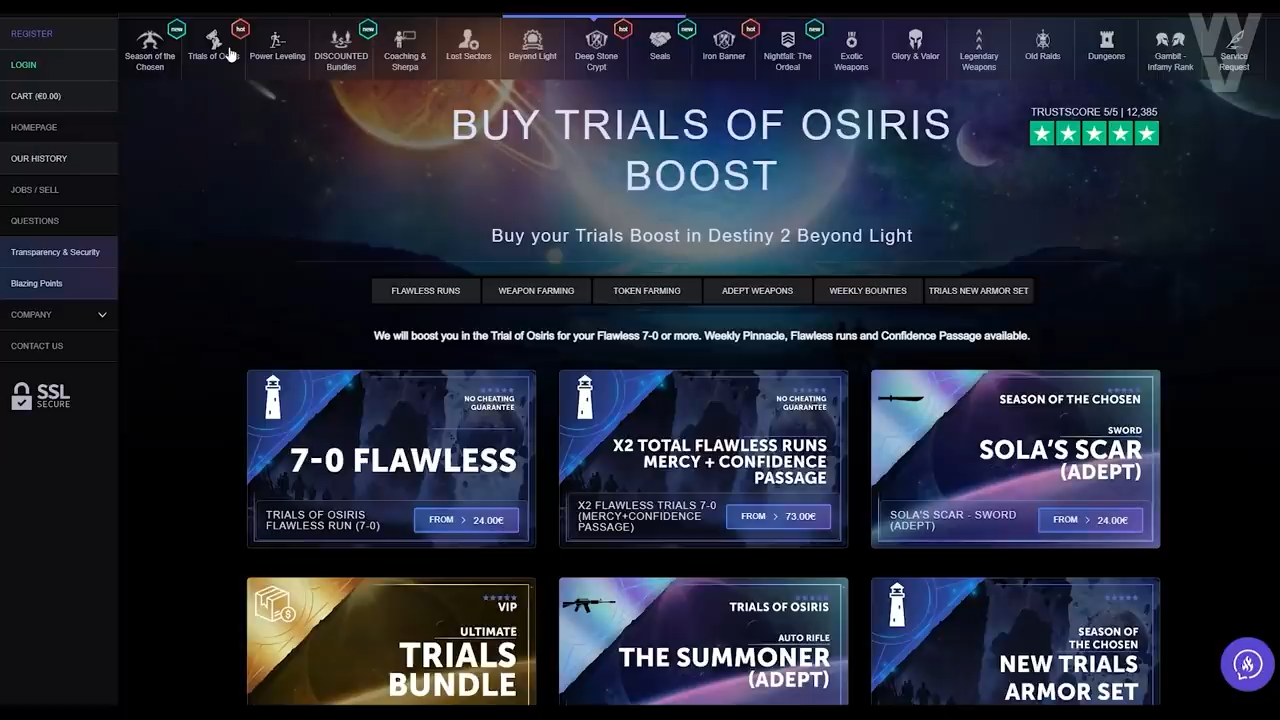 REGISTER
LOGIN
CART (€0.00)
HOMEPAGE
OUR HISTORY
JOBS / SELL
QUESTIONS
Transparency & Security
Blazing Points
COMPANY
CONTACT US
SSL
SECURE
new
hot
new
hot
new
hot
new
Season of the
Chosen
Trials of
Power Leveling
DISCOUNTED
Bundles
Coaching &
Sherpa
Lost Sectors
Beyond Light
Deep Stone
Crypt
Seals
Iron Banner
Nightfall: The
Ordeal
Exotic
Weapons
Glory & Valor
Legendary
Weapons
Old Raids
Dungeons
Gambit -
Infamy Rank
Service
Request
BUY TRIALS OF OSIRIS
BOOST
TRUSTSCORE 5/5 | 12,385
Buy your Trials Boost in Destiny 2 Beyond Light
FLAWLESS RUNS
WEAPON FARMING
TOKEN FARMING
ADEPT WEAPONS
WEEKLY BOUNTIES
TRIALS NEW ARMOR SET
We will boost you in the Trial of Osiris for your Flawless 7-0 or more. Weekly Pinnacle, Flawless runs and Confidence Passage available.
NO CHEATING
GUARANTEE
7-0 FLAWLESS
TRIALS OF OSIRIS
FLAWLESS RUN (7-0)
FROM > 24.00€
NO CHEATING
GUARANTEE
X2 TOTAL FLAWLESS RUNS
MERCY + CONFIDENCE
PASSAGE
X2 FLAWLESS TRIALS 7-0
(MERCY+CONFIDENCE
PASSAGE)
FROM > 73.00€
SEASON OF THE CHOSEN
SWORD
SOLA'S SCAR
(ADEPT)
SOLA'S SCAR - SWORD
(ADEPT)
FROM > 24.00€
VIP
ULTIMATE
TRIALS
BUNDLE
TRIALS OF OSIRIS
AUTO RIFLE
THE SUMMONER
(ADEPT)
SEASON OF
THE CHOSEN
NEW TRIALS
ARMOR SET